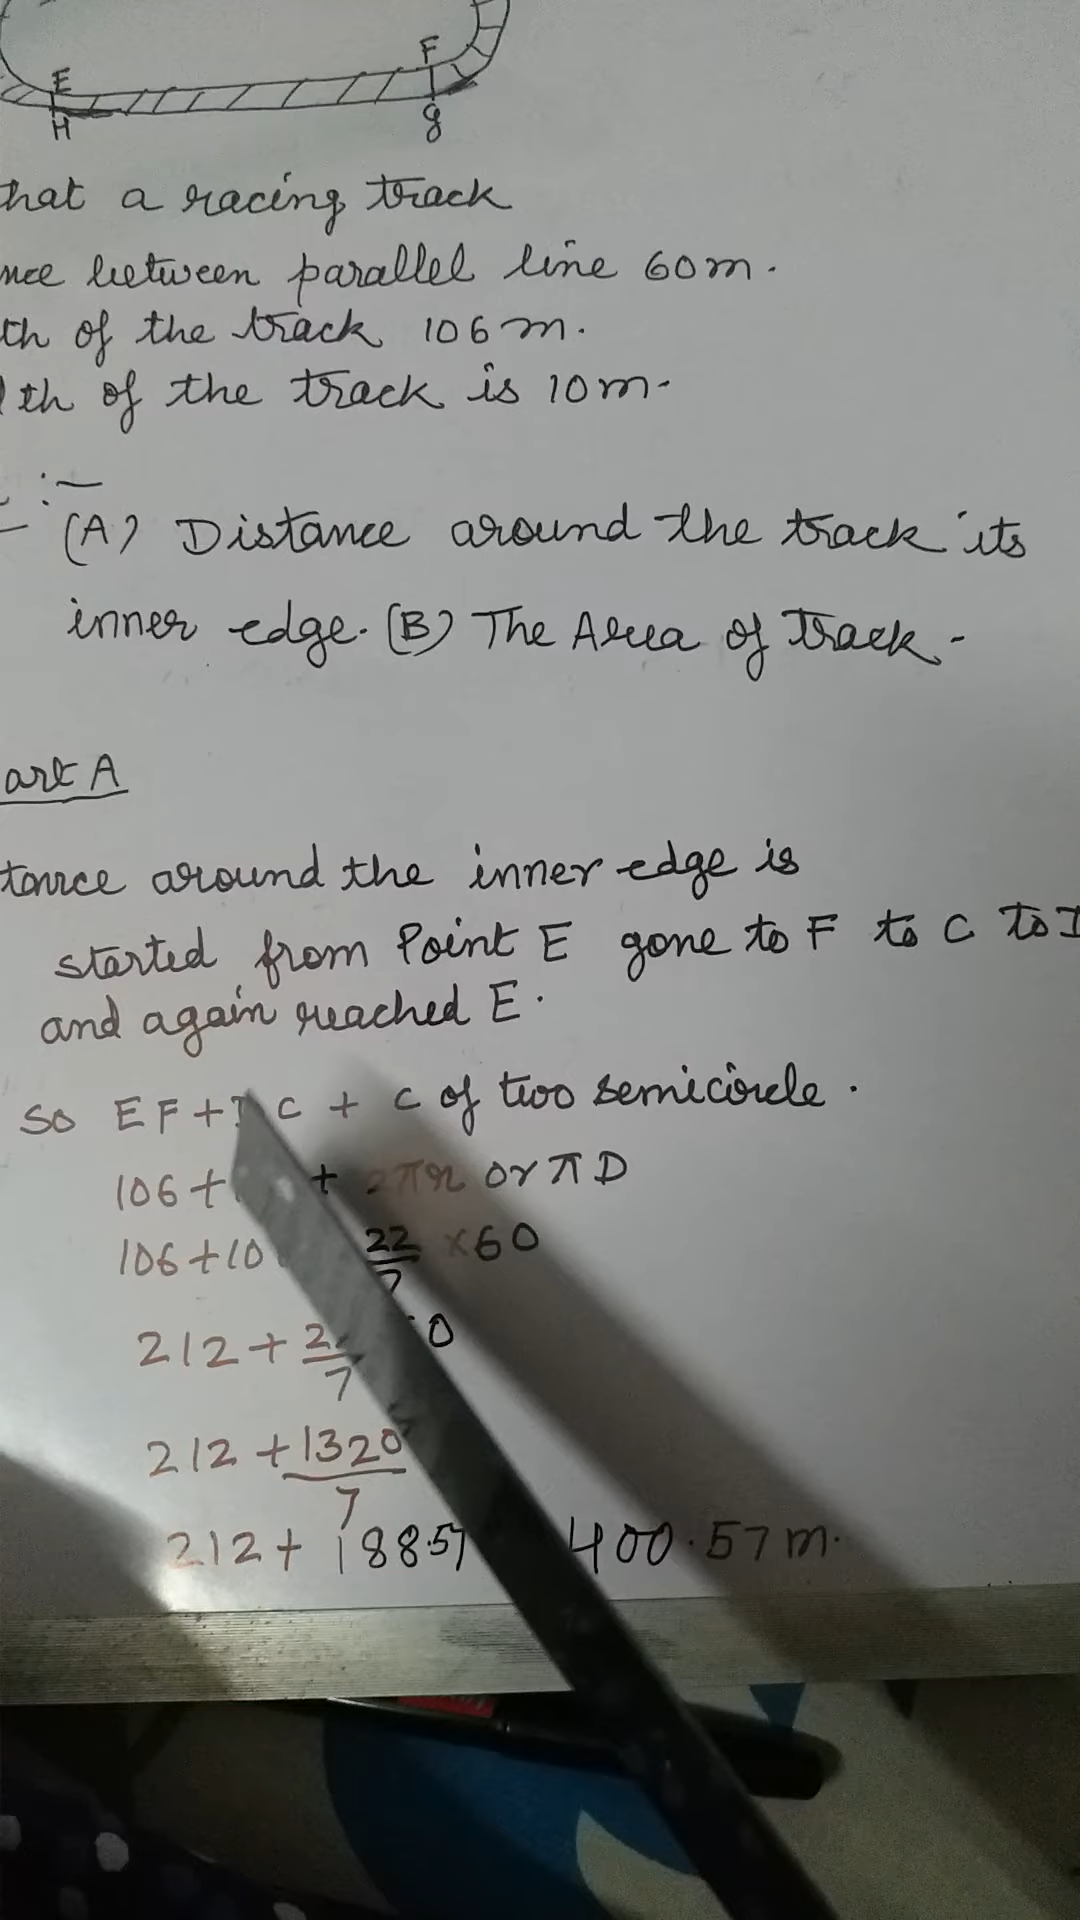 E F
H g
hat a racing track
nce between parallel line 60m.
th of the track 106 m.
th of the track is 10m.
:-
(A) Distance around the track its
inner edge. (B) The Area of Track.
art A
tance around the inner edge is
started from Point E gone to F to C to
and again reached E.
So EF+ C + C of two semicircle.
106+ + 2πr or πD
106+10 22/7 ×60
212+ 2/7 0
212+1320/7
212+ 188.57 400.57m.